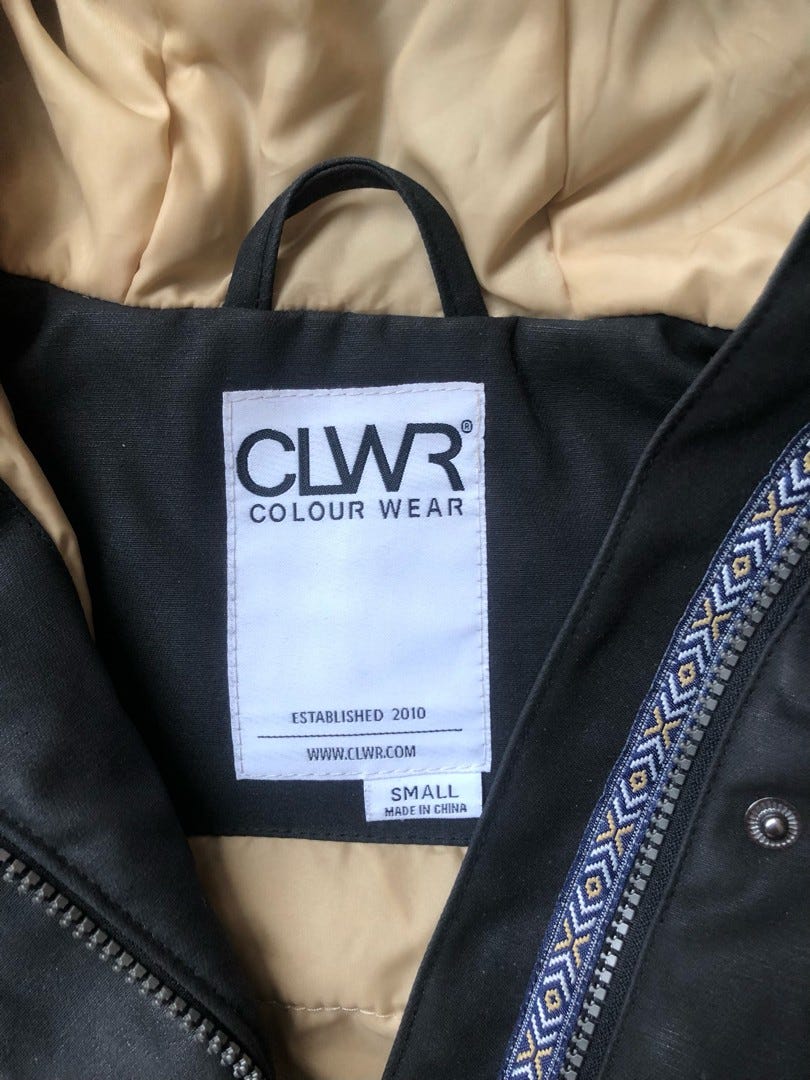 CLWR®
COLOUR WEAR
ESTABLISHED 2010
WWW.CLWR.COM
SMALL
MADE IN CHINA